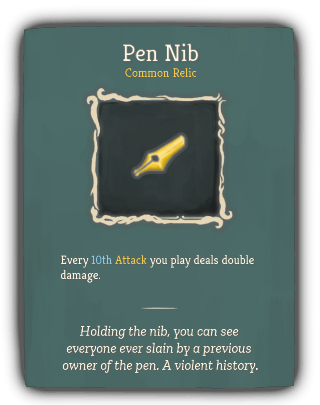 Pen Nib
Common Relic
Every 10th Attack you play deals double
damage.
Holding the nib, you can see
everyone ever slain by a previous
owner of the pen. A violent history.